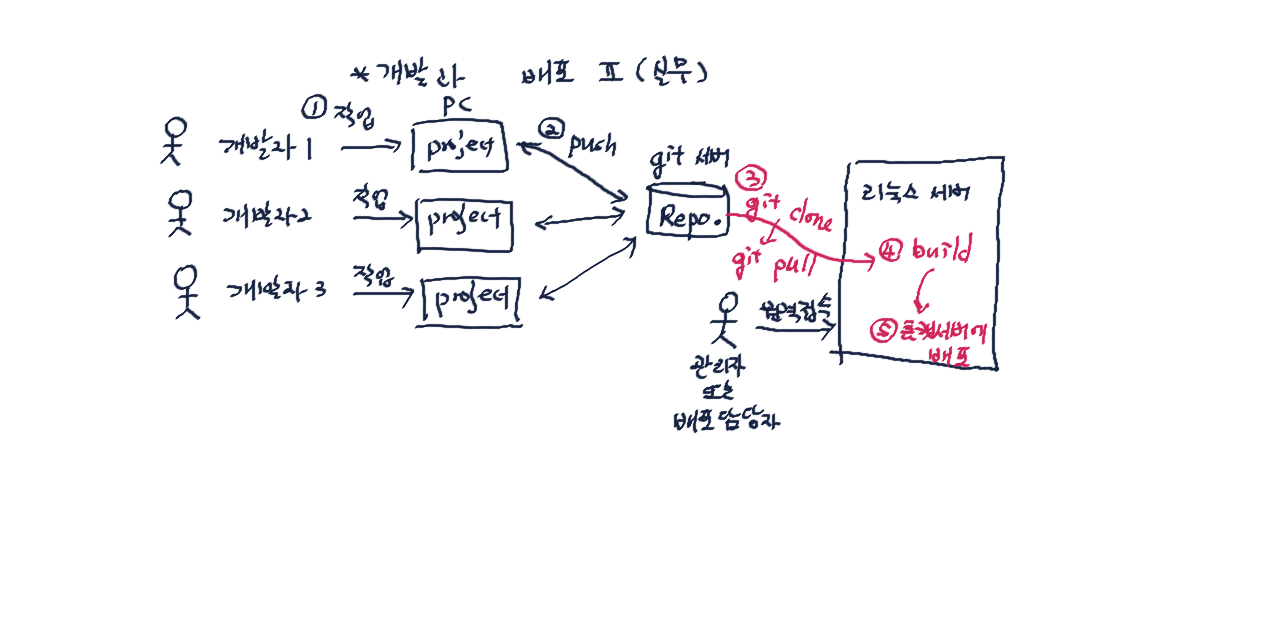 * 개발과 배포 Ⅱ (실무)
PC
① 작업
개발자 1
project
② push
git 서버
Repo.
개발자2
작업
project
개발자 3
작업
project
③
git clone
git pull
리눅스 서버
④ build
⑤ 톰캣서버에
배포
원격접속
관리자
또는
배포담당자